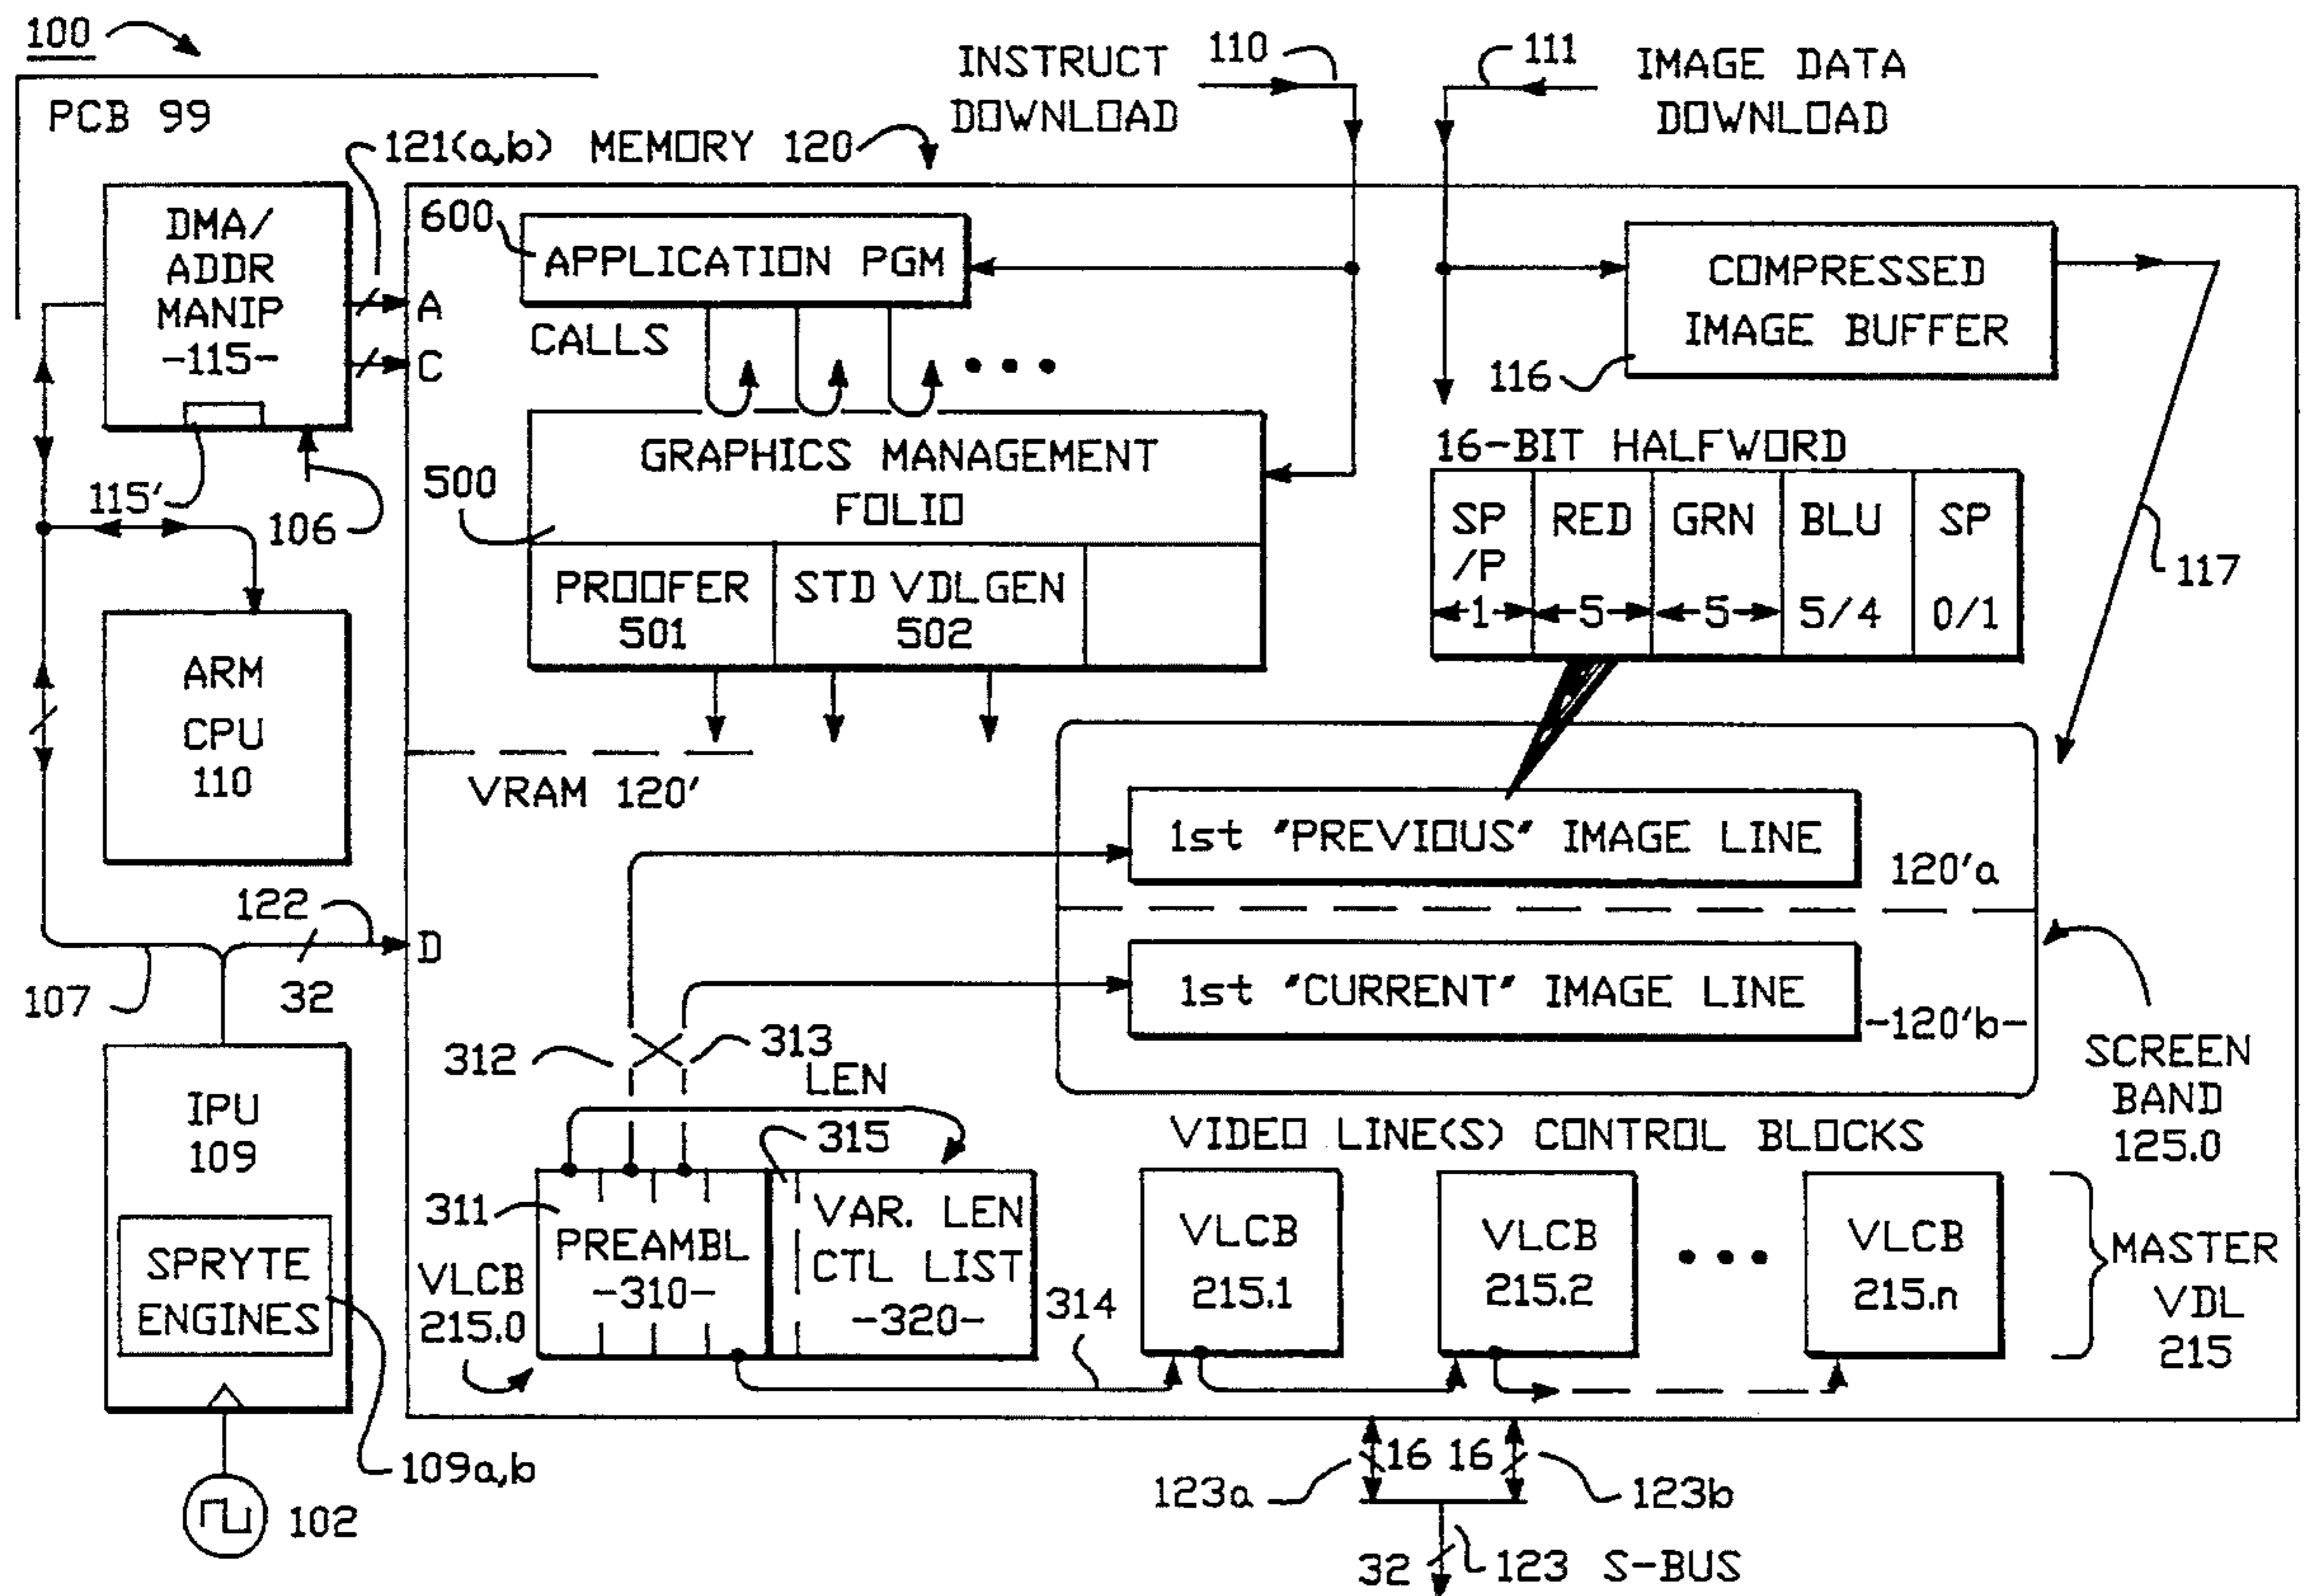 100
PCB 99
INSTRUCT
DOWNLOAD
110
111
IMAGE DATA
DOWNLOAD
121(a,b)
MEMORY 120
DMA/
ADDR
MANIP
-115-
A
C
115'
106
600
APPLICATION PGM
CALLS
• • •
COMPRESSED
IMAGE BUFFER
116
117
500
GRAPHICS MANAGEMENT
FOLIO
PROOFER
501
STD VDLGEN
502
16-BIT HALFWORD
SP
/P
1
RED
5
GRN
5
BLU
5/4
SP
0/1
ARM
CPU
110
VRAM 120'
1st "PREVIOUS" IMAGE LINE
120'a
1st "CURRENT" IMAGE LINE
-120'b-
SCREEN
BAND
125.0
122
D
107
32
IPU
109
SPRYTE
ENGINES
109a,b
102
312
313
LEN
315
311
PREAMBL
-310-
VAR. LEN
CTL LIST
-320-
VLCB
215.0
314
VIDEO LINE(S) CONTROL BLOCKS
VLCB
215.1
VLCB
215.2
• • •
VLCB
215.n
MASTER
VDL
215
123a
16
16
123b
32
123 S-BUS